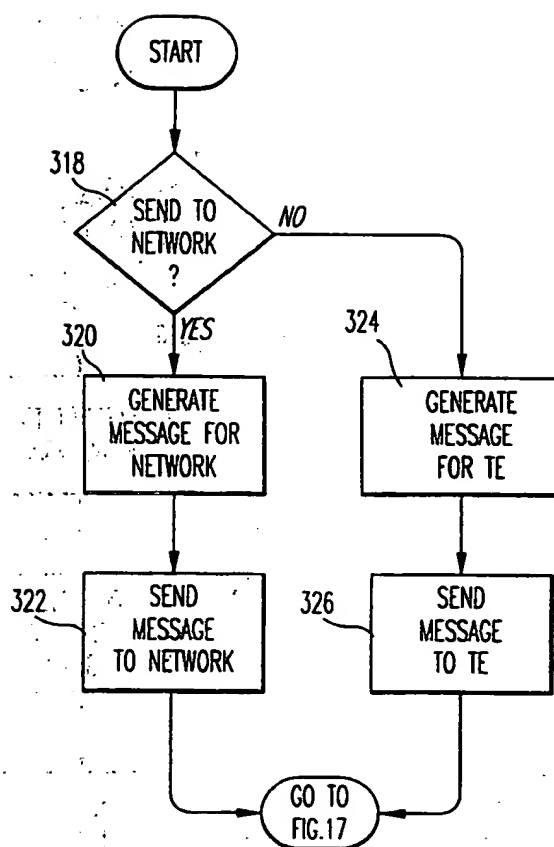 START
318
SEND TO
NETWORK
?
NO
YES
320
GENERATE
MESSAGE FOR
NETWORK
324
GENERATE
MESSAGE
FOR TE
322
SEND
MESSAGE
TO NETWORK
326
SEND
MESSAGE
TO TE
GO TO
FIG.17